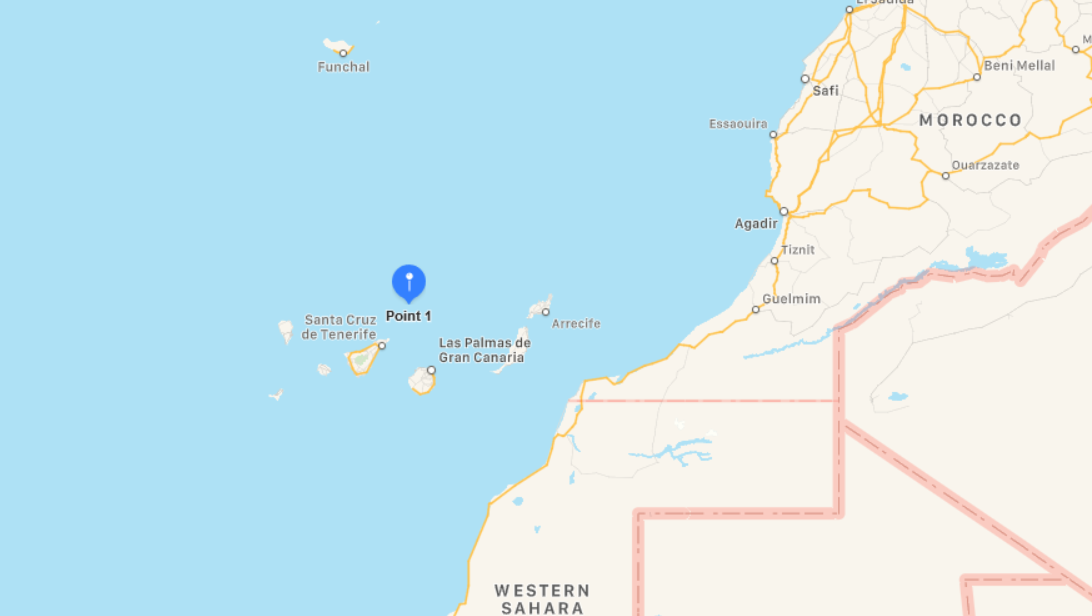 El Jadida
Funchal
Beni Mellal
Safi
Essaouira
MOROCCO
Ouarzazate
Agadir
Tiznit
Guelmim
Point 1
Santa Cruz
de Tenerife
Arrecife
Las Palmas de
Gran Canaria
WESTERN
SAHARA